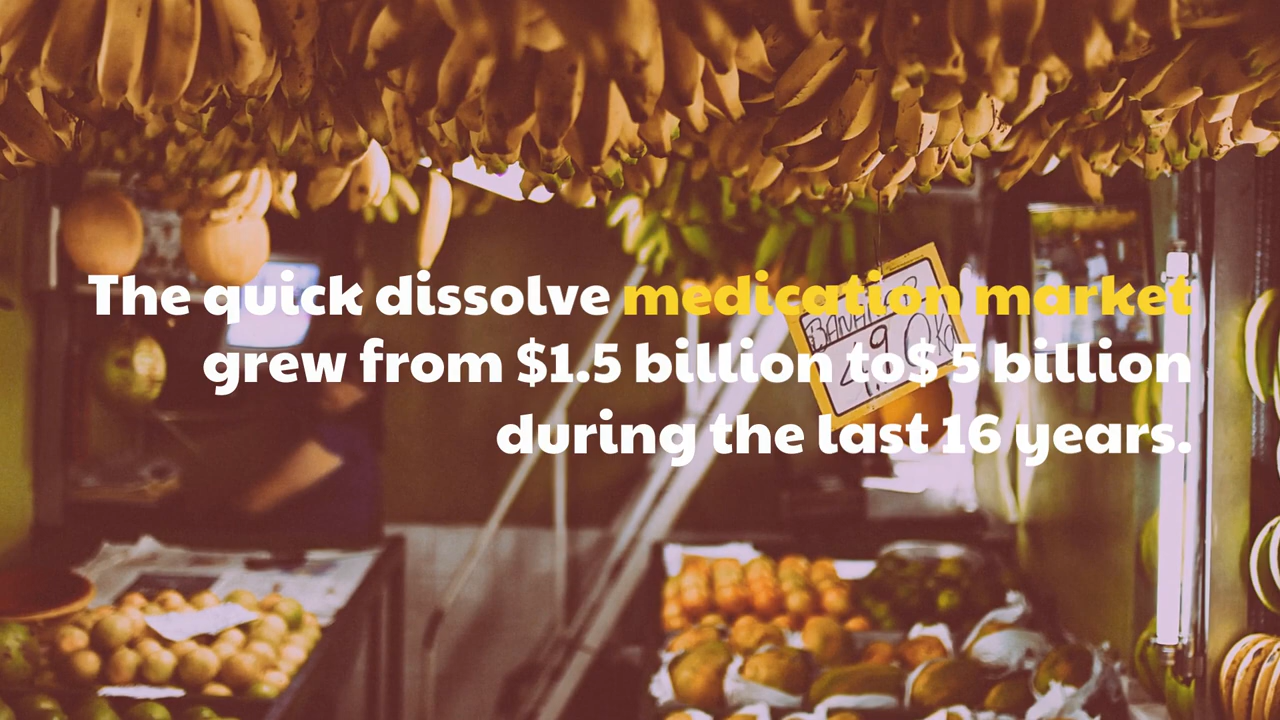 The quick dissolve medication market
grew from $1.5 billion to$ 5 billion
during the last 16 years.